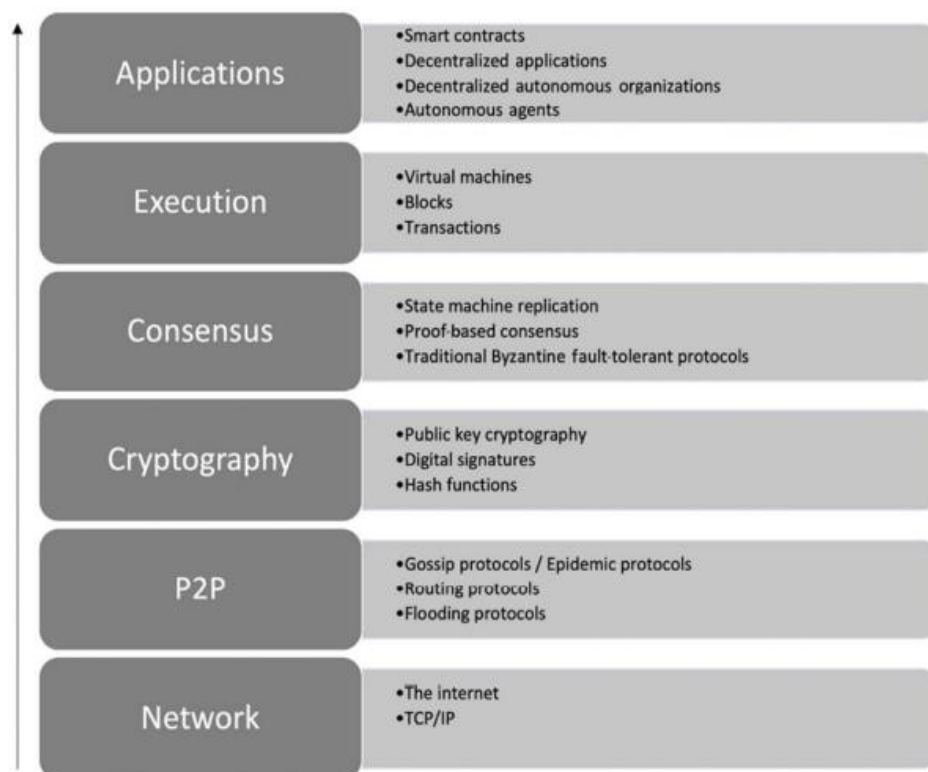 Applications
•Smart contracts
•Decentralized applications
•Decentralized autonomous organizations
•Autonomous agents
Execution
•Virtual machines
•Blocks
•Transactions
Consensus
•State machine replication
•Proof-based consensus
•Traditional Byzantine fault-tolerant protocols
Cryptography
•Public key cryptography
•Digital signatures
•Hash functions
P2P
•Gossip protocols / Epidemic protocols
•Routing protocols
•Flooding protocols
Network
•The internet
•TCP/IP